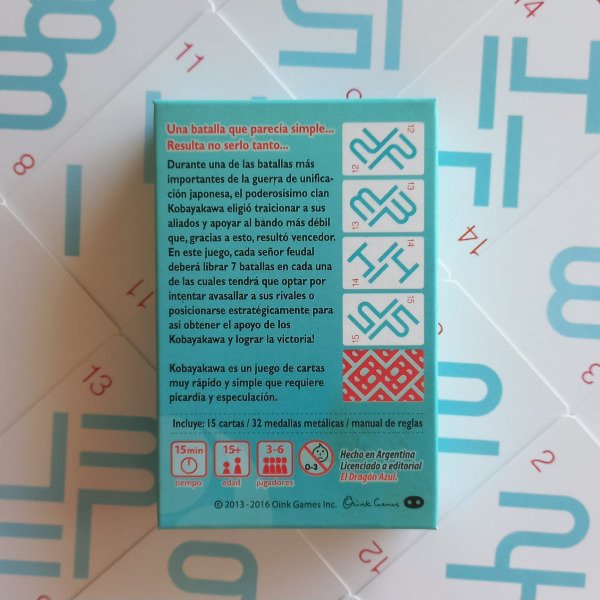 Una batalla que parecía simple...
Resulta no serlo tanto...
Durante una de las batallas más
importantes de la guerra de unifica-
ción japonesa, el poderosísimo clan
Kobayakawa eligió traicionar a sus
aliados y apoyar al bando más débil
que, gracias a esto, resultó vencedor.
En este juego, cada señor feudal
deberá librar 7 batallas en cada una
de las cuales tendrá que optar por
intentar avasallar a sus rivales o
posicionarse estratégicamente para
así obtener el apoyo de los
Kobayakawa y lograr la victoria!
Kobayakawa es un juego de cartas
muy rápido y simple que requiere
picardía y especulación.
12
12
13
13
14
14
15
15
Incluye: 15 cartas / 32 medallas metálicas / manual de reglas
15min
tiempo
15+
edad
3-6
jugadores
0-3
Hecho en Argentina
Licenciado a editorial
El Dragón Azul.
© 2013-2016 Oink Games Inc.
Oink Games
11
14
8
14
11
13
2
12